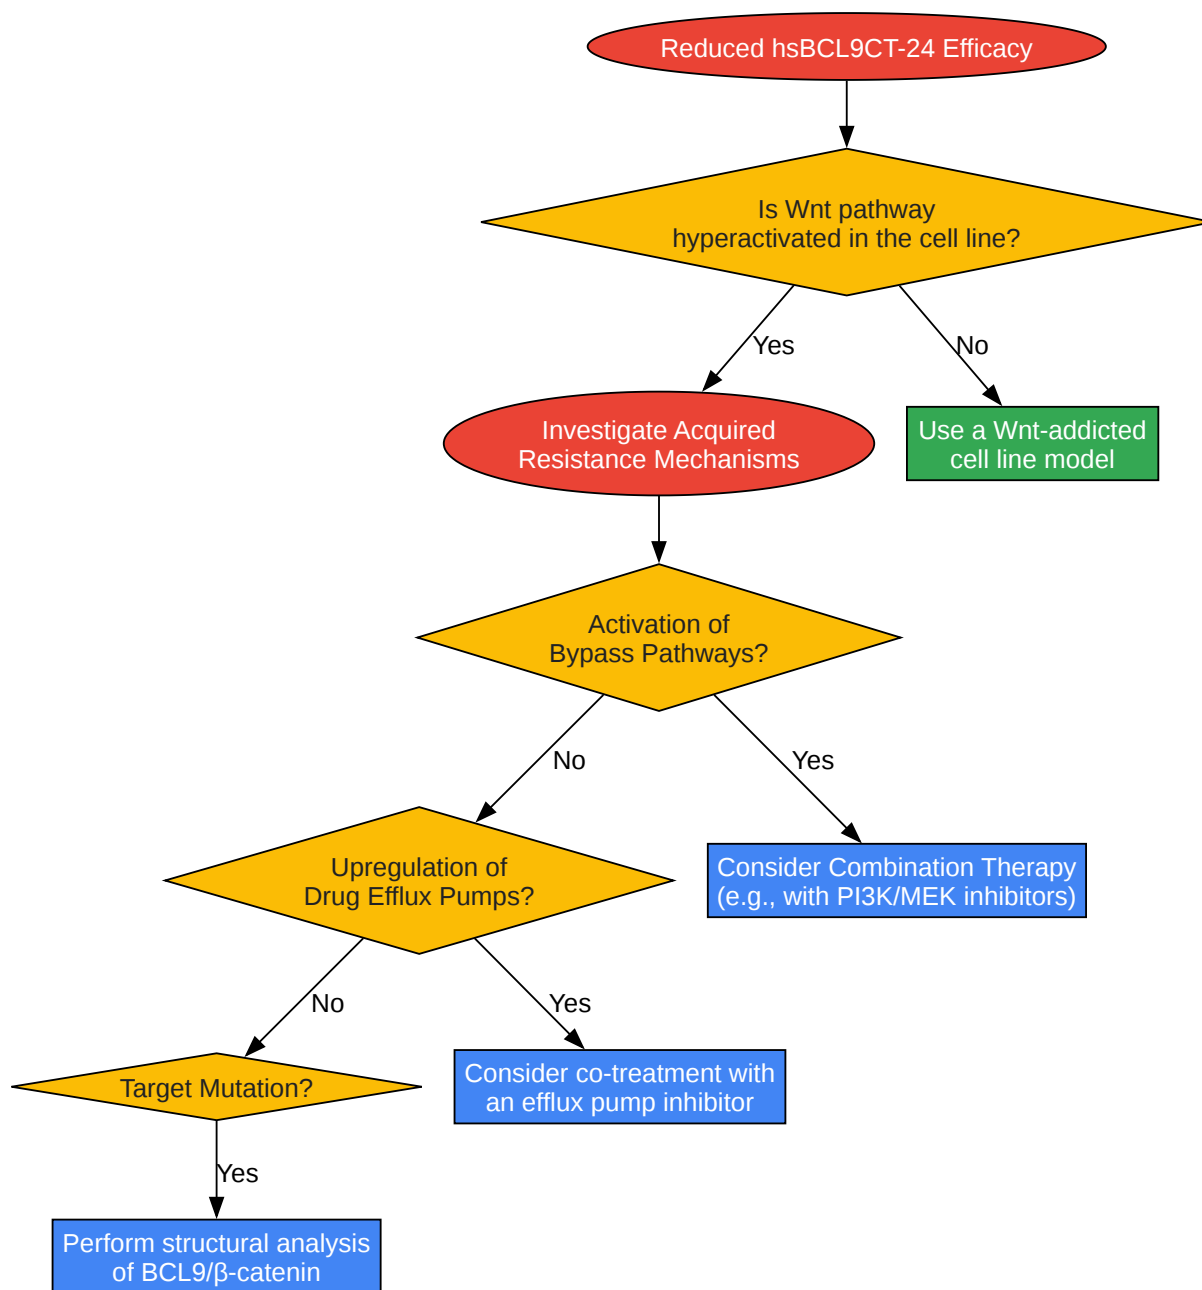 Reduced hsBCL9CT-24 Efficacy
Is Wnt pathway
hyperactivated in the cell line?
Yes
No
Investigate Acquired
Resistance Mechanisms
Use a Wnt-addicted
cell line model
Activation of
Bypass Pathways?
No
Yes
Upregulation of
Drug Efflux Pumps?
Consider Combination Therapy
(e.g., with PI3K/MEK inhibitors)
No
Yes
Target Mutation?
Consider co-treatment with
an efflux pump inhibitor
Yes
Perform structural analysis
of BCL9/β-catenin